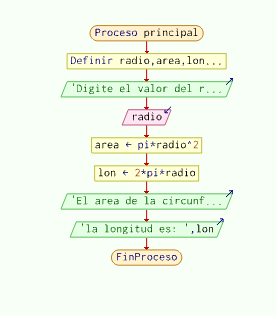 Proceso principal
Definir radio,area,lon...
'Digite el valor del r...
radio
area ← pi*radio^2
lon ← 2*pi*radio
'El area de la circunf...
'la longitud es: ',lon
FinProceso